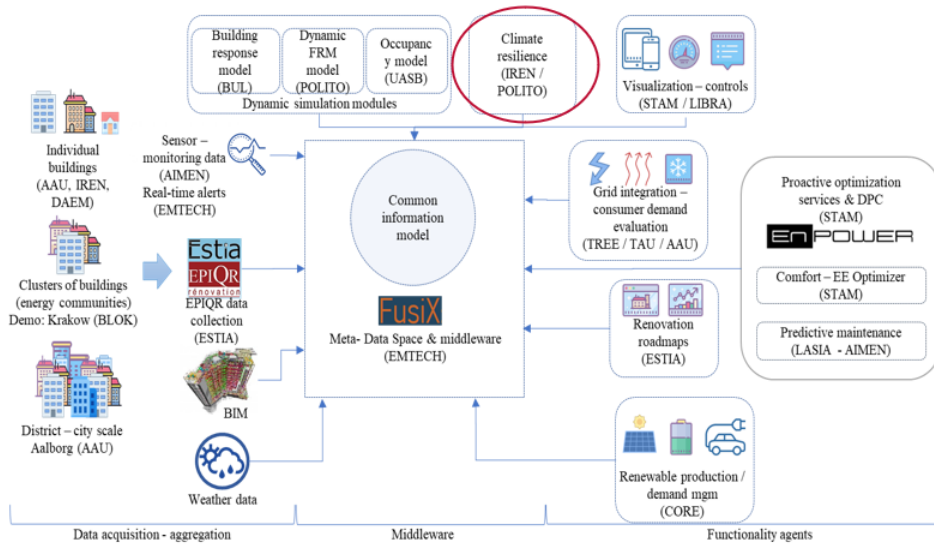 Building
response
model
(BUL)
Dynamic
FRM
model
(POLITO)
Occupanc
y model
(UASB)
Dynamic simulation modules
Climate
resilience
(IREN /
POLITO)
Visualization – controls
(STAM / LIBRA)
Individual
buildings
(AAU, IREN,
DAEM)
Sensor –
monitoring data
(AIMEN)
Real-time alerts
(EMTECH)
Common
information
model
Grid integration –
consumer demand
evaluation
(TREE / TAU / AAU)
Proactive optimization
services & DPC
(STAM)
EnPOWER
Comfort – EE Optimizer
(STAM)
Predictive maintenance
(LASIA - AIMEN)
Clusters of buildings
(energy communities)
Demo: Krakow (BLOK)
Estia
EPIQR
rénovation
EPIQR data
collection
(ESTIA)
FusiX
Meta- Data Space & middleware
(EMTECH)
Renovation
roadmaps
(ESTIA)
BIM
District – city scale
Aalborg (AAU)
Weather data
Renewable production /
demand mgm
(CORE)
Data acquisition - aggregation
Middleware
Functionality agents